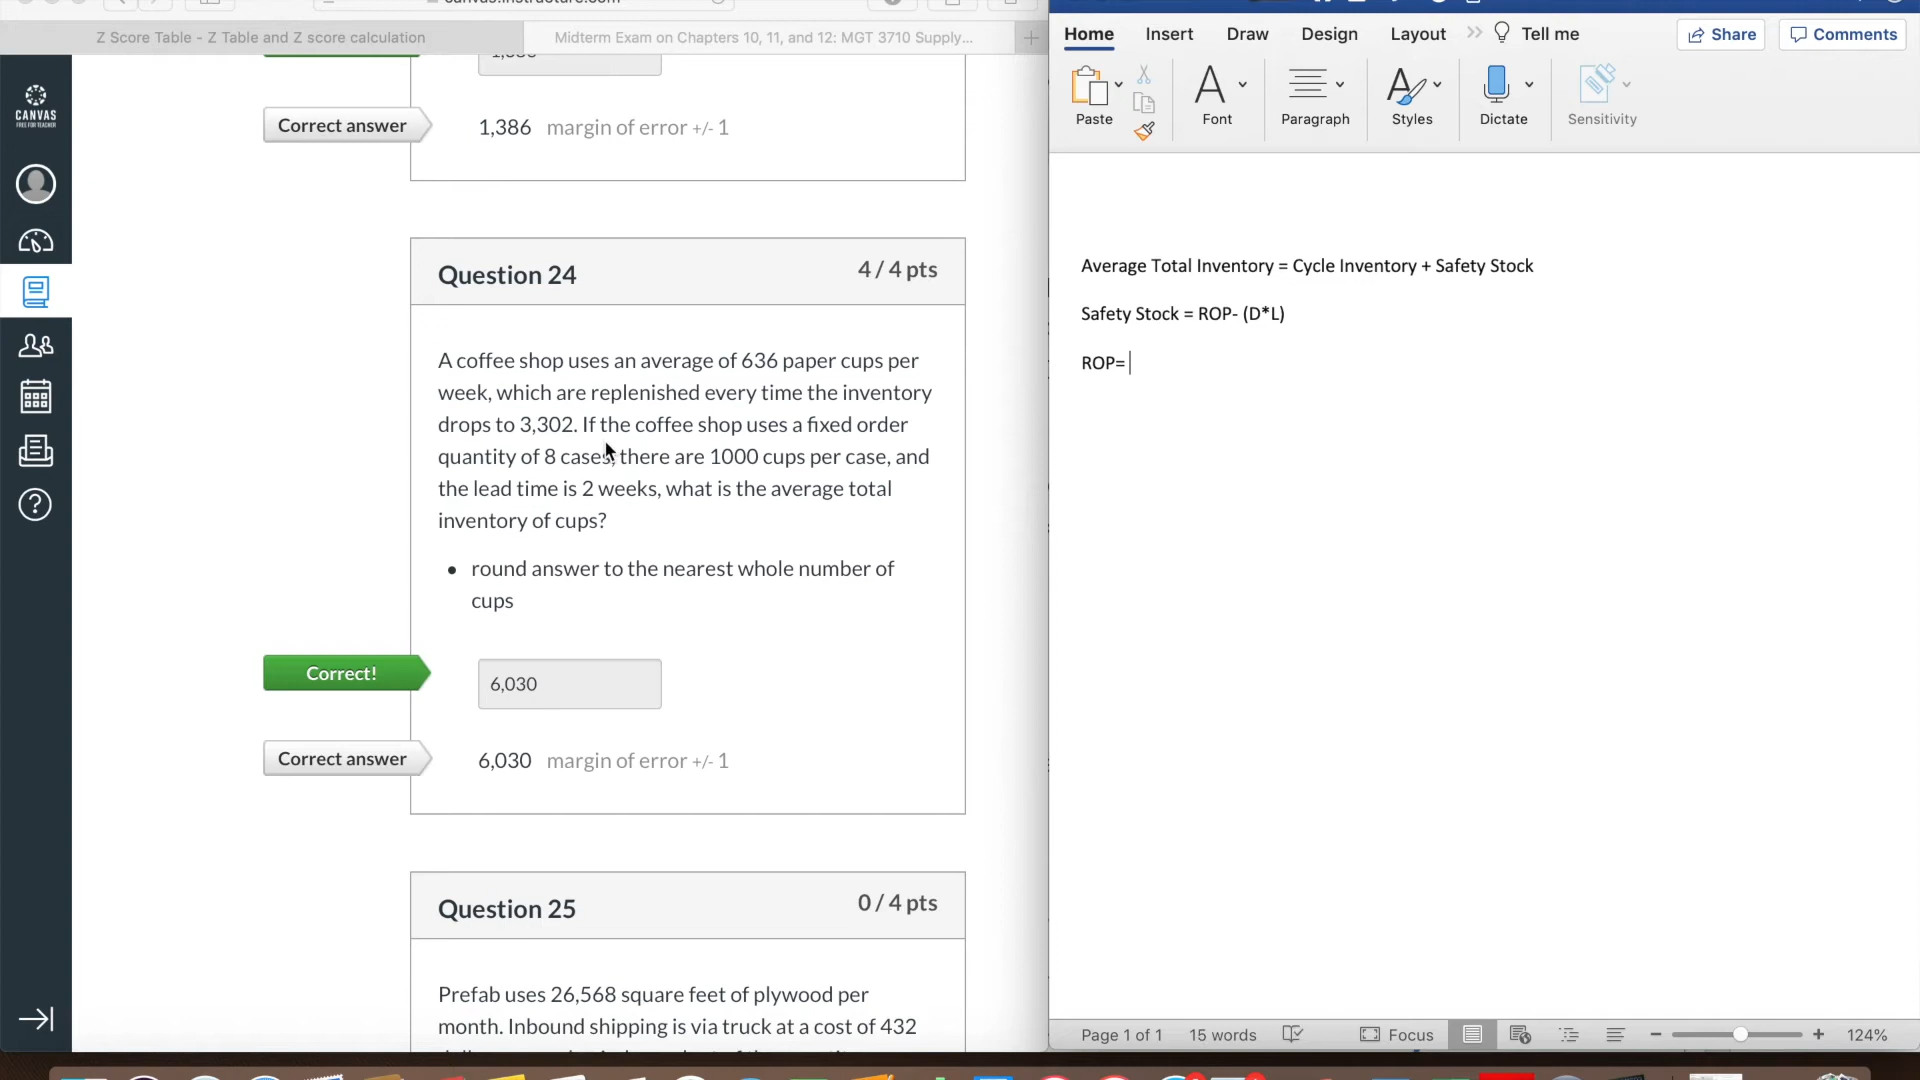 Z Score Table - Z Table and Z score calculation
Midterm Exam on Chapters 10, 11, and 12: MGT 3710 Supply...
CANVAS
FREE FOR TEACHER
Correct answer
1,386 margin of error +/- 1
Question 24
4 / 4 pts
A coffee shop uses an average of 636 paper cups per
week, which are replenished every time the inventory
drops to 3,302. If the coffee shop uses a fixed order
quantity of 8 cases, there are 1000 cups per case, and
the lead time is 2 weeks, what is the average total
inventory of cups?
• round answer to the nearest whole number of
cups
Correct!
6,030
Correct answer
6,030 margin of error +/- 1
Question 25
0 / 4 pts
Prefab uses 26,568 square feet of plywood per
month. Inbound shipping is via truck at a cost of 432
Home Insert Draw Design Layout Tell me
Share
Comments
Paste
Font
Paragraph
Styles
Dictate
Sensitivity
Average Total Inventory = Cycle Inventory + Safety Stock
Safety Stock = ROP- (D*L)
ROP=
Page 1 of 1 15 words Focus 124%